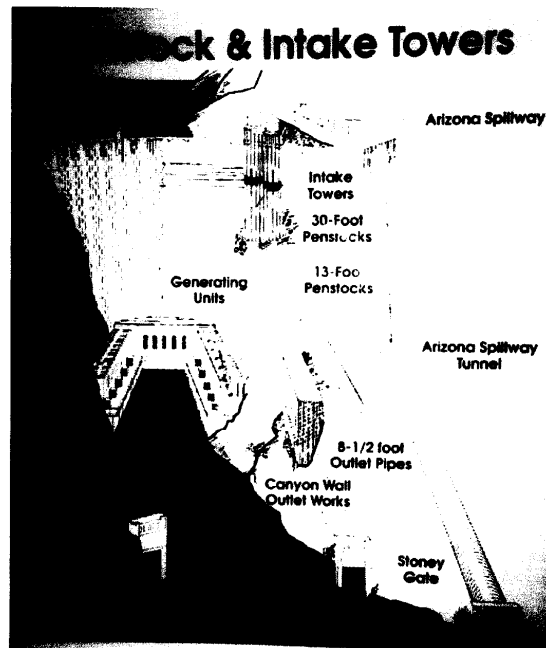 & Intake Towers
Arizona Spillway
Intake
Towers
30-Foot
Penstocks
13-Foo
Penstocks
Generating
Units
Arizona Spillway
Tunnel
8-1/2 foot
Outlet Pipes
Canyon Wall
Outlet Works
Stoney
Gate